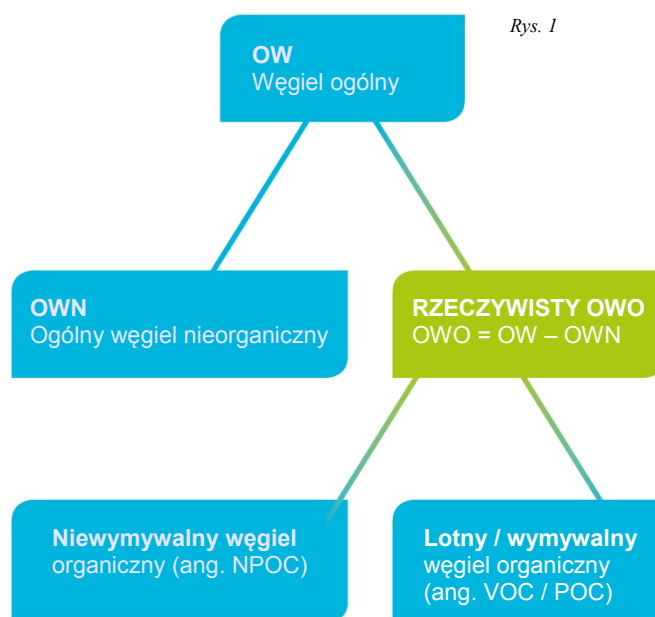 Rys. 1
OW
Węgiel ogólny
OWN
Ogólny węgiel nieorganiczny
RZECZYWISTY OWO
OWO = OW – OWN
Niewymywalny węgiel
organiczny (ang. NPOC)
Lotny / wymywalny
węgiel organiczny
(ang. VOC / POC)